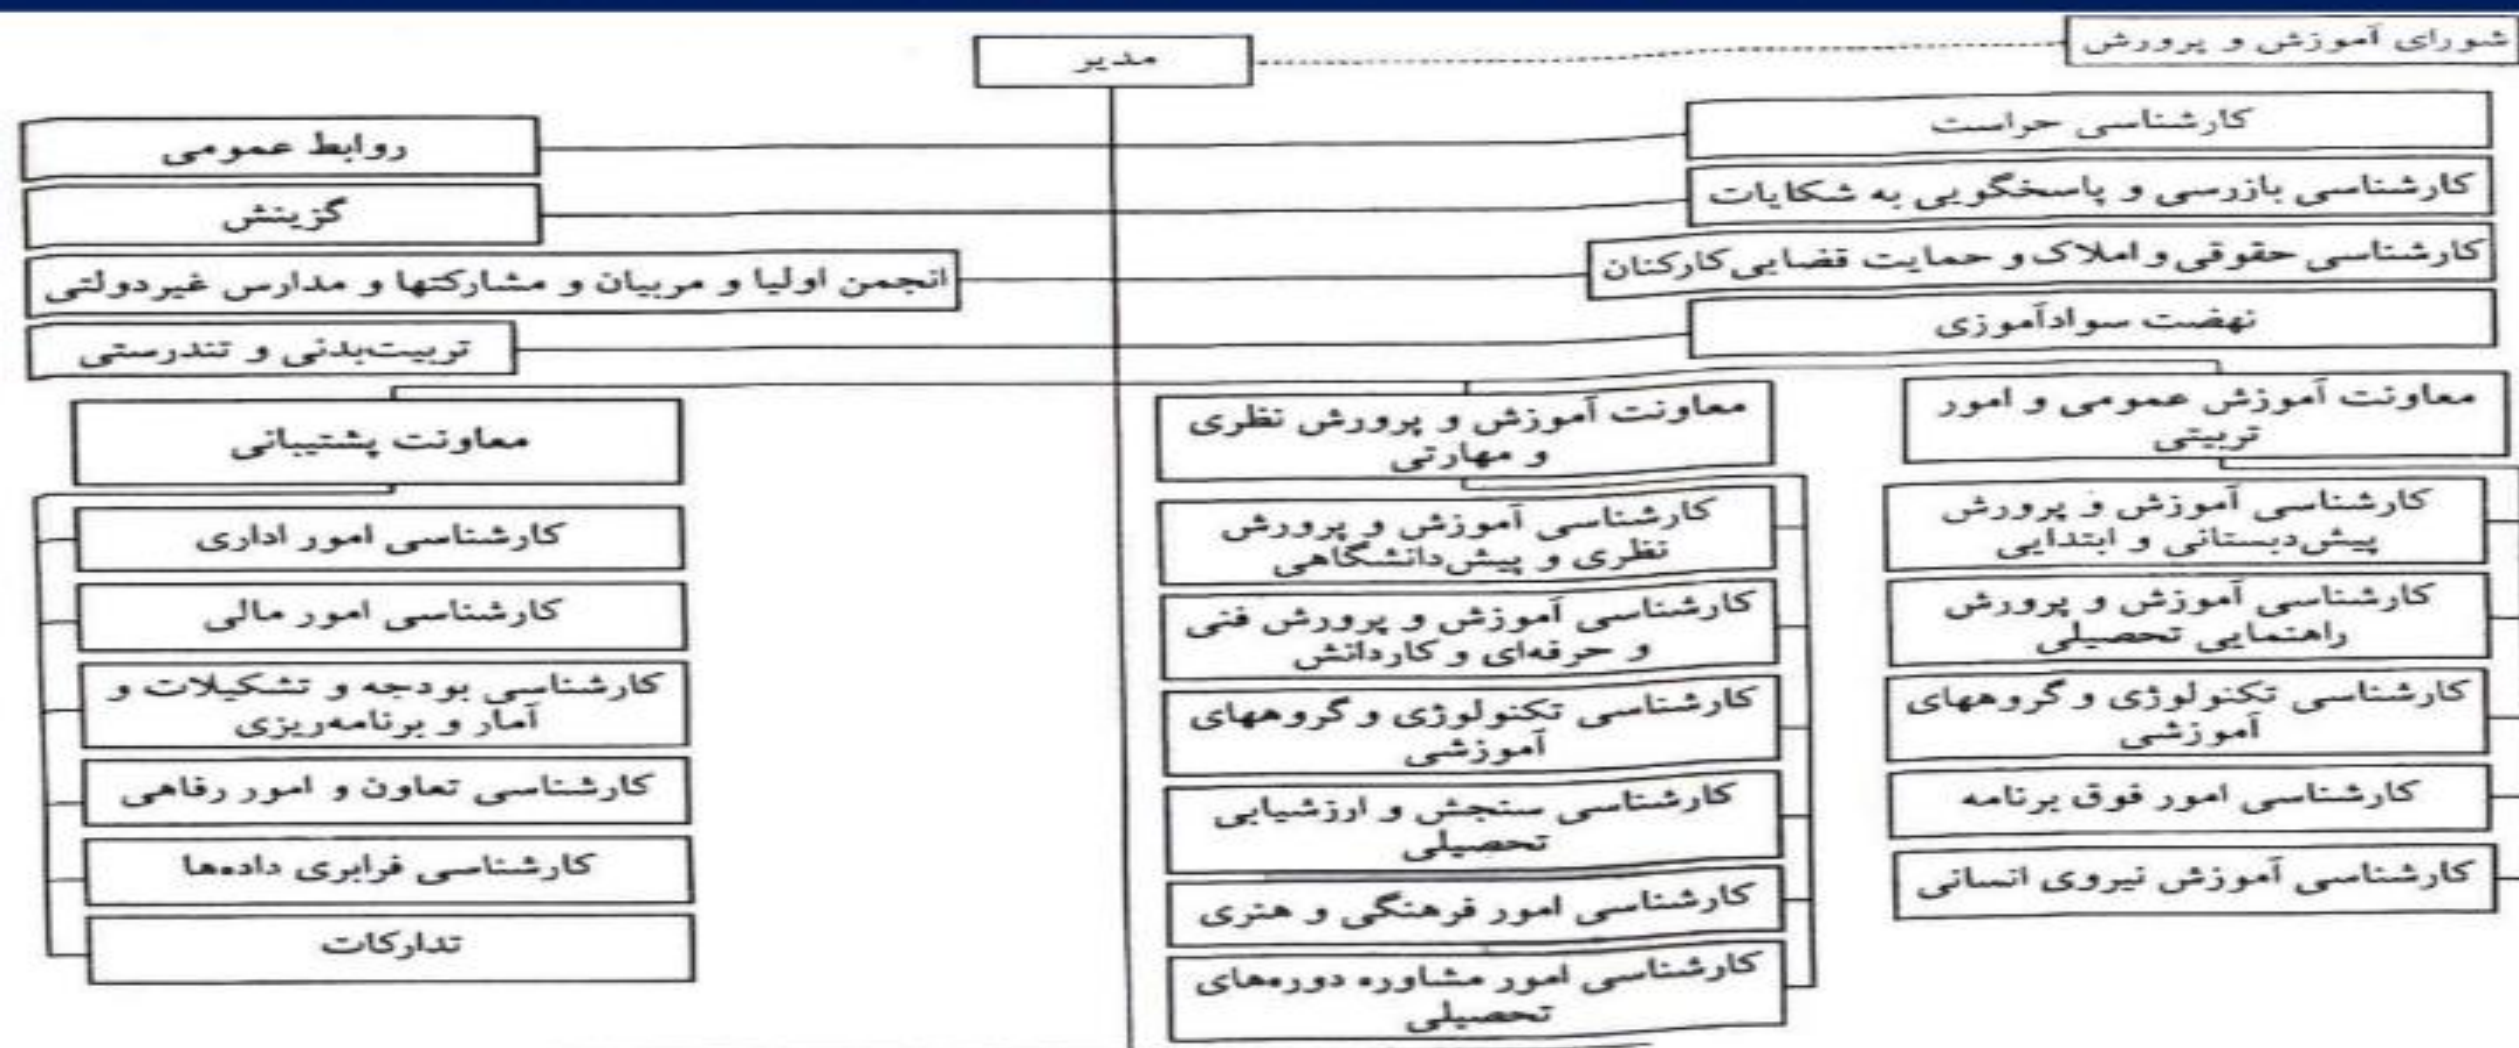 شورای آموزش و پرورش
مدیر
کارشناسی حراست
روابط عمومی
کارشناسی بازرسی و پاسخگویی به شکایات
گزینش
کارشناسی حقوقی و املاک و حمایت قضایی کارکنان
انجمن اولیا و مربیان و مشارکتها و مدارس غیردولتی
نهضت سوادآموزی
تربیت‌بدنی و تندرستی
معاونت آموزش عمومی و امور
تربیتی
کارشناسی آموزش و پرورش
پیش‌دبستانی و ابتدایی
کارشناسی آموزش و پرورش
راهنمایی تحصیلی
کارشناسی تکنولوژی و گروههای
آموزشی
کارشناسی امور فوق برنامه
کارشناسی آموزش نیروی انسانی
معاونت آموزش و پرورش نظری
و مهارتی
کارشناسی آموزش و پرورش
نظری و پیش‌دانشگاهی
کارشناسی آموزش و پرورش فنی
و حرفه‌ای و کاردانش
کارشناسی تکنولوژی و گروههای
آموزشی
کارشناسی سنجش و ارزشیابی
تحصیلی
کارشناسی امور فرهنگی و هنری
کارشناسی امور مشاوره دوره‌های
تحصیلی
معاونت پشتیبانی
کارشناسی امور اداری
کارشناسی امور مالی
کارشناسی بودجه و تشکیلات و
آمار و برنامه‌ریزی
کارشناسی تعاون و امور رفاهی
کارشناسی فرابری داده‌ها
تدارکات